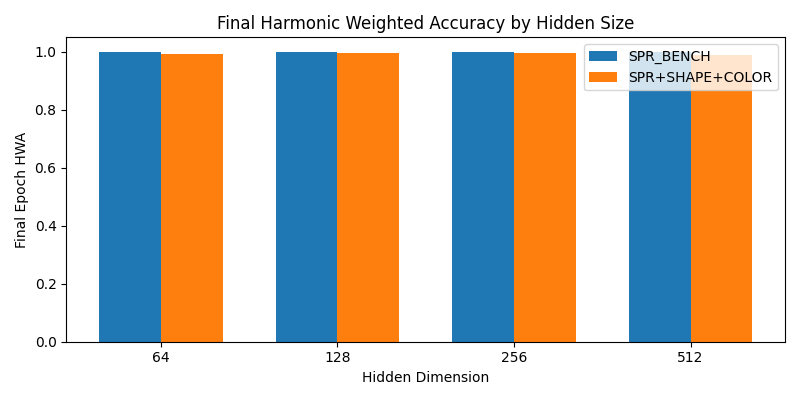 Final Harmonic Weighted Accuracy by Hidden Size
SPR_BENCH
SPR+SHAPE+COLOR
Final Epoch HWA
1.0
0.8
0.6
0.4
0.2
0.0
64
128
256
512
Hidden Dimension